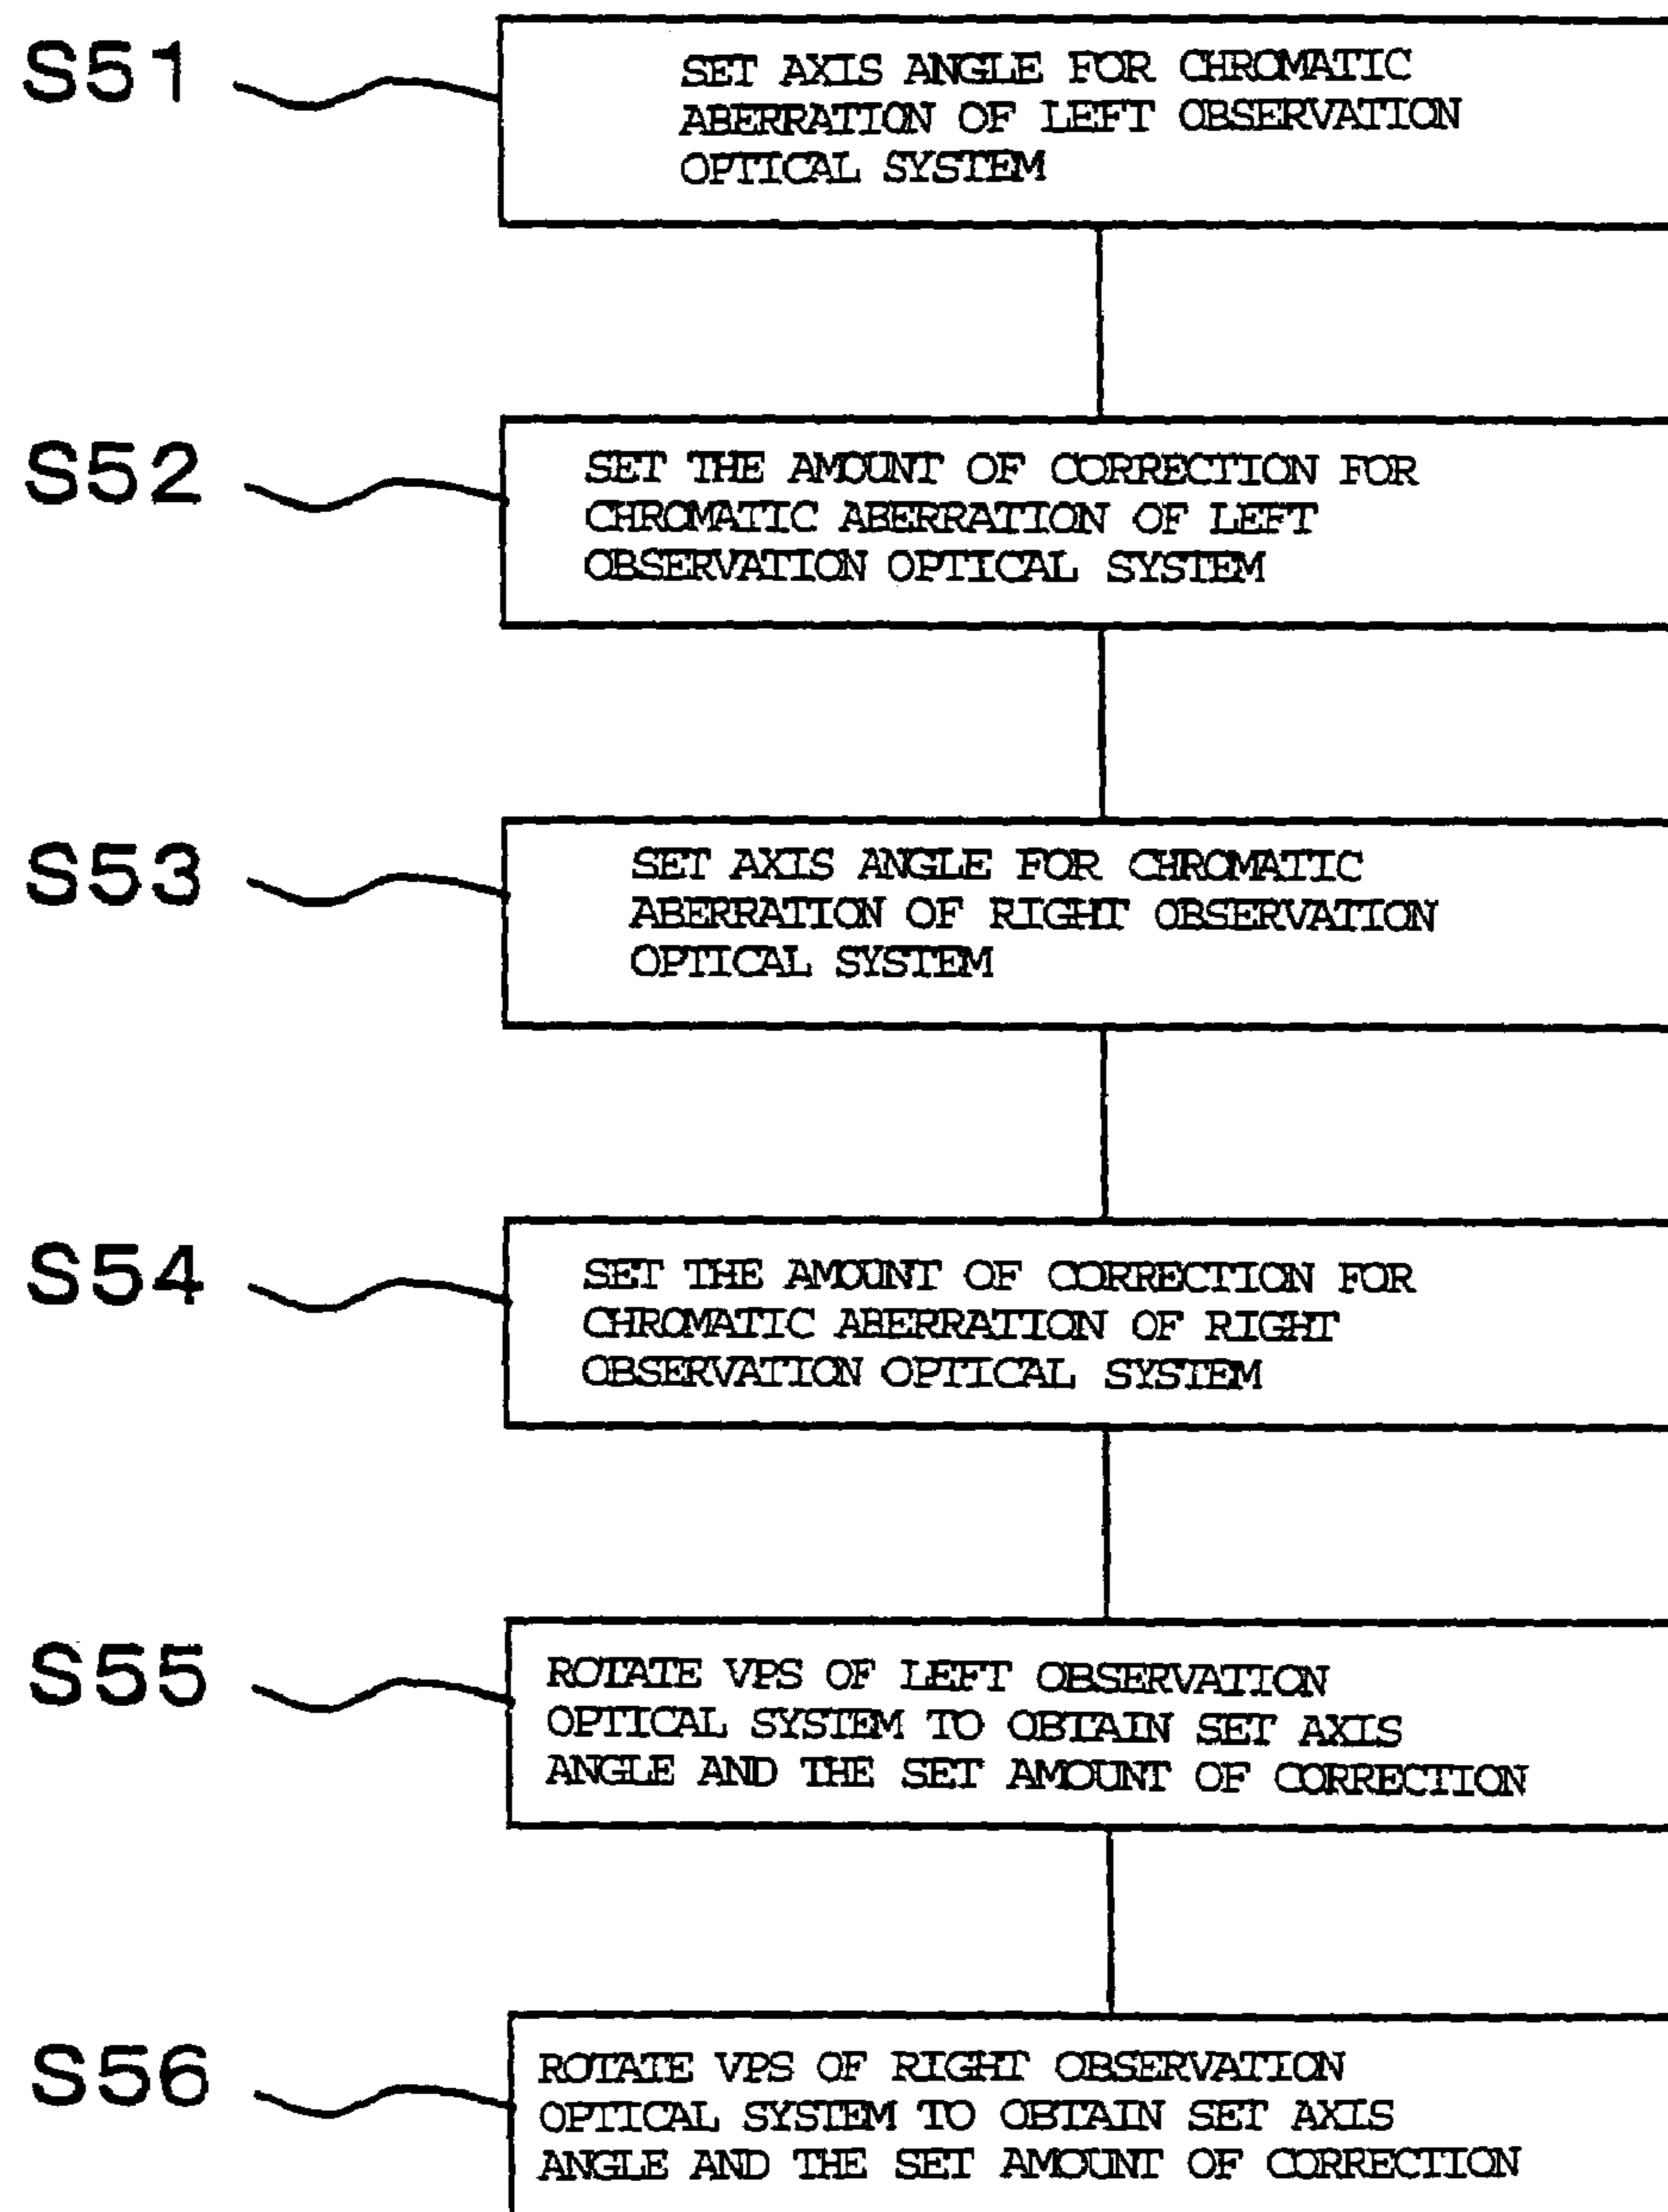 S51
SET AXIS ANGLE FOR CHROMATIC
ABERRATION OF LEFT OBSERVATION
OPTICAL SYSTEM
S52
SET THE AMOUNT OF CORRECTION FOR
CHROMATIC ABERRATION OF LEFT
OBSERVATION OPTICAL SYSTEM
S53
SET AXIS ANGLE FOR CHROMATIC
ABERRATION OF RIGHT OBSERVATION
OPTICAL SYSTEM
S54
SET THE AMOUNT OF CORRECTION FOR
CHROMATIC ABERRATION OF RIGHT
OBSERVATION OPTICAL SYSTEM
S55
ROTATE VPS OF LEFT OBSERVATION
OPTICAL SYSTEM TO OBTAIN SET AXIS
ANGLE AND THE SET AMOUNT OF CORRECTION
S56
ROTATE VPS OF RIGHT OBSERVATION
OPTICAL SYSTEM TO OBTAIN SET AXIS
ANGLE AND THE SET AMOUNT OF CORRECTION